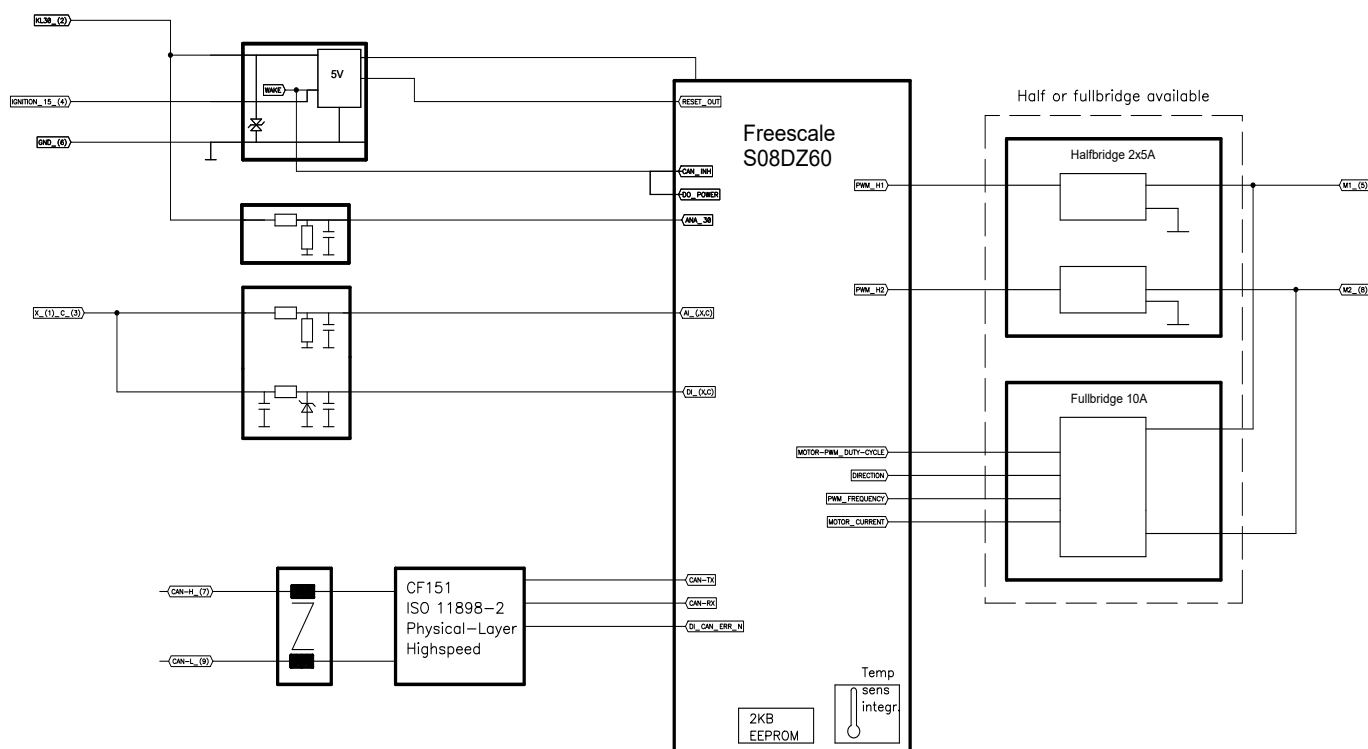 KL30_(2)
5V
WAKE
IGNITION_15_(4)
GND_(6)
RESET_OUT
Freescale
S08DZ60
CAN_INH
DO_POWER
ANA_30
X_(1)_C_(3)
AI_(,X,C)
DI_(X,C)
Half or fullbridge available
Halfbridge 2x5A
PWM_H1
M1_(5)
PWM_H2
M2_(8)
Fullbridge 10A
MOTOR-PWM_DUTY-CYCLE
DIRECTION
PWM_FREQUENCY
MOTOR_CURRENT
CAN-H_(7)
CAN-L_(9)
CF151
ISO 11898-2
Physical-Layer
Highspeed
CAN-TX
CAN-RX
DI_CAN_ERR_N
Temp
sens
integr.
2KB
EEPROM